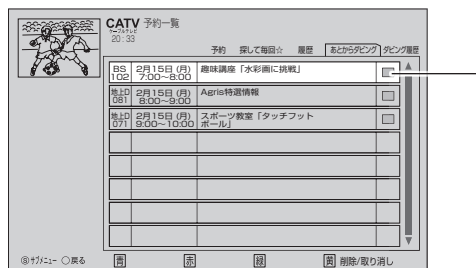 CATV 予約一覧
ケーブルテレビ
20:33
予約 探して毎回☆ 履歴 あとからダビング ダビング履歴
BS 102 2月15日(月) 7:00~8:00 趣味講座「水彩画に挑戦」
地上D 081 2月15日(月) 8:00~9:00 Agris特選情報
地上D 071 2月15日(月) 9:00~10:00 スポーツ教室「タッチフットボール」
Ⓢサブメニュー ○戻る 青 赤 緑 黄 削除/取り消し